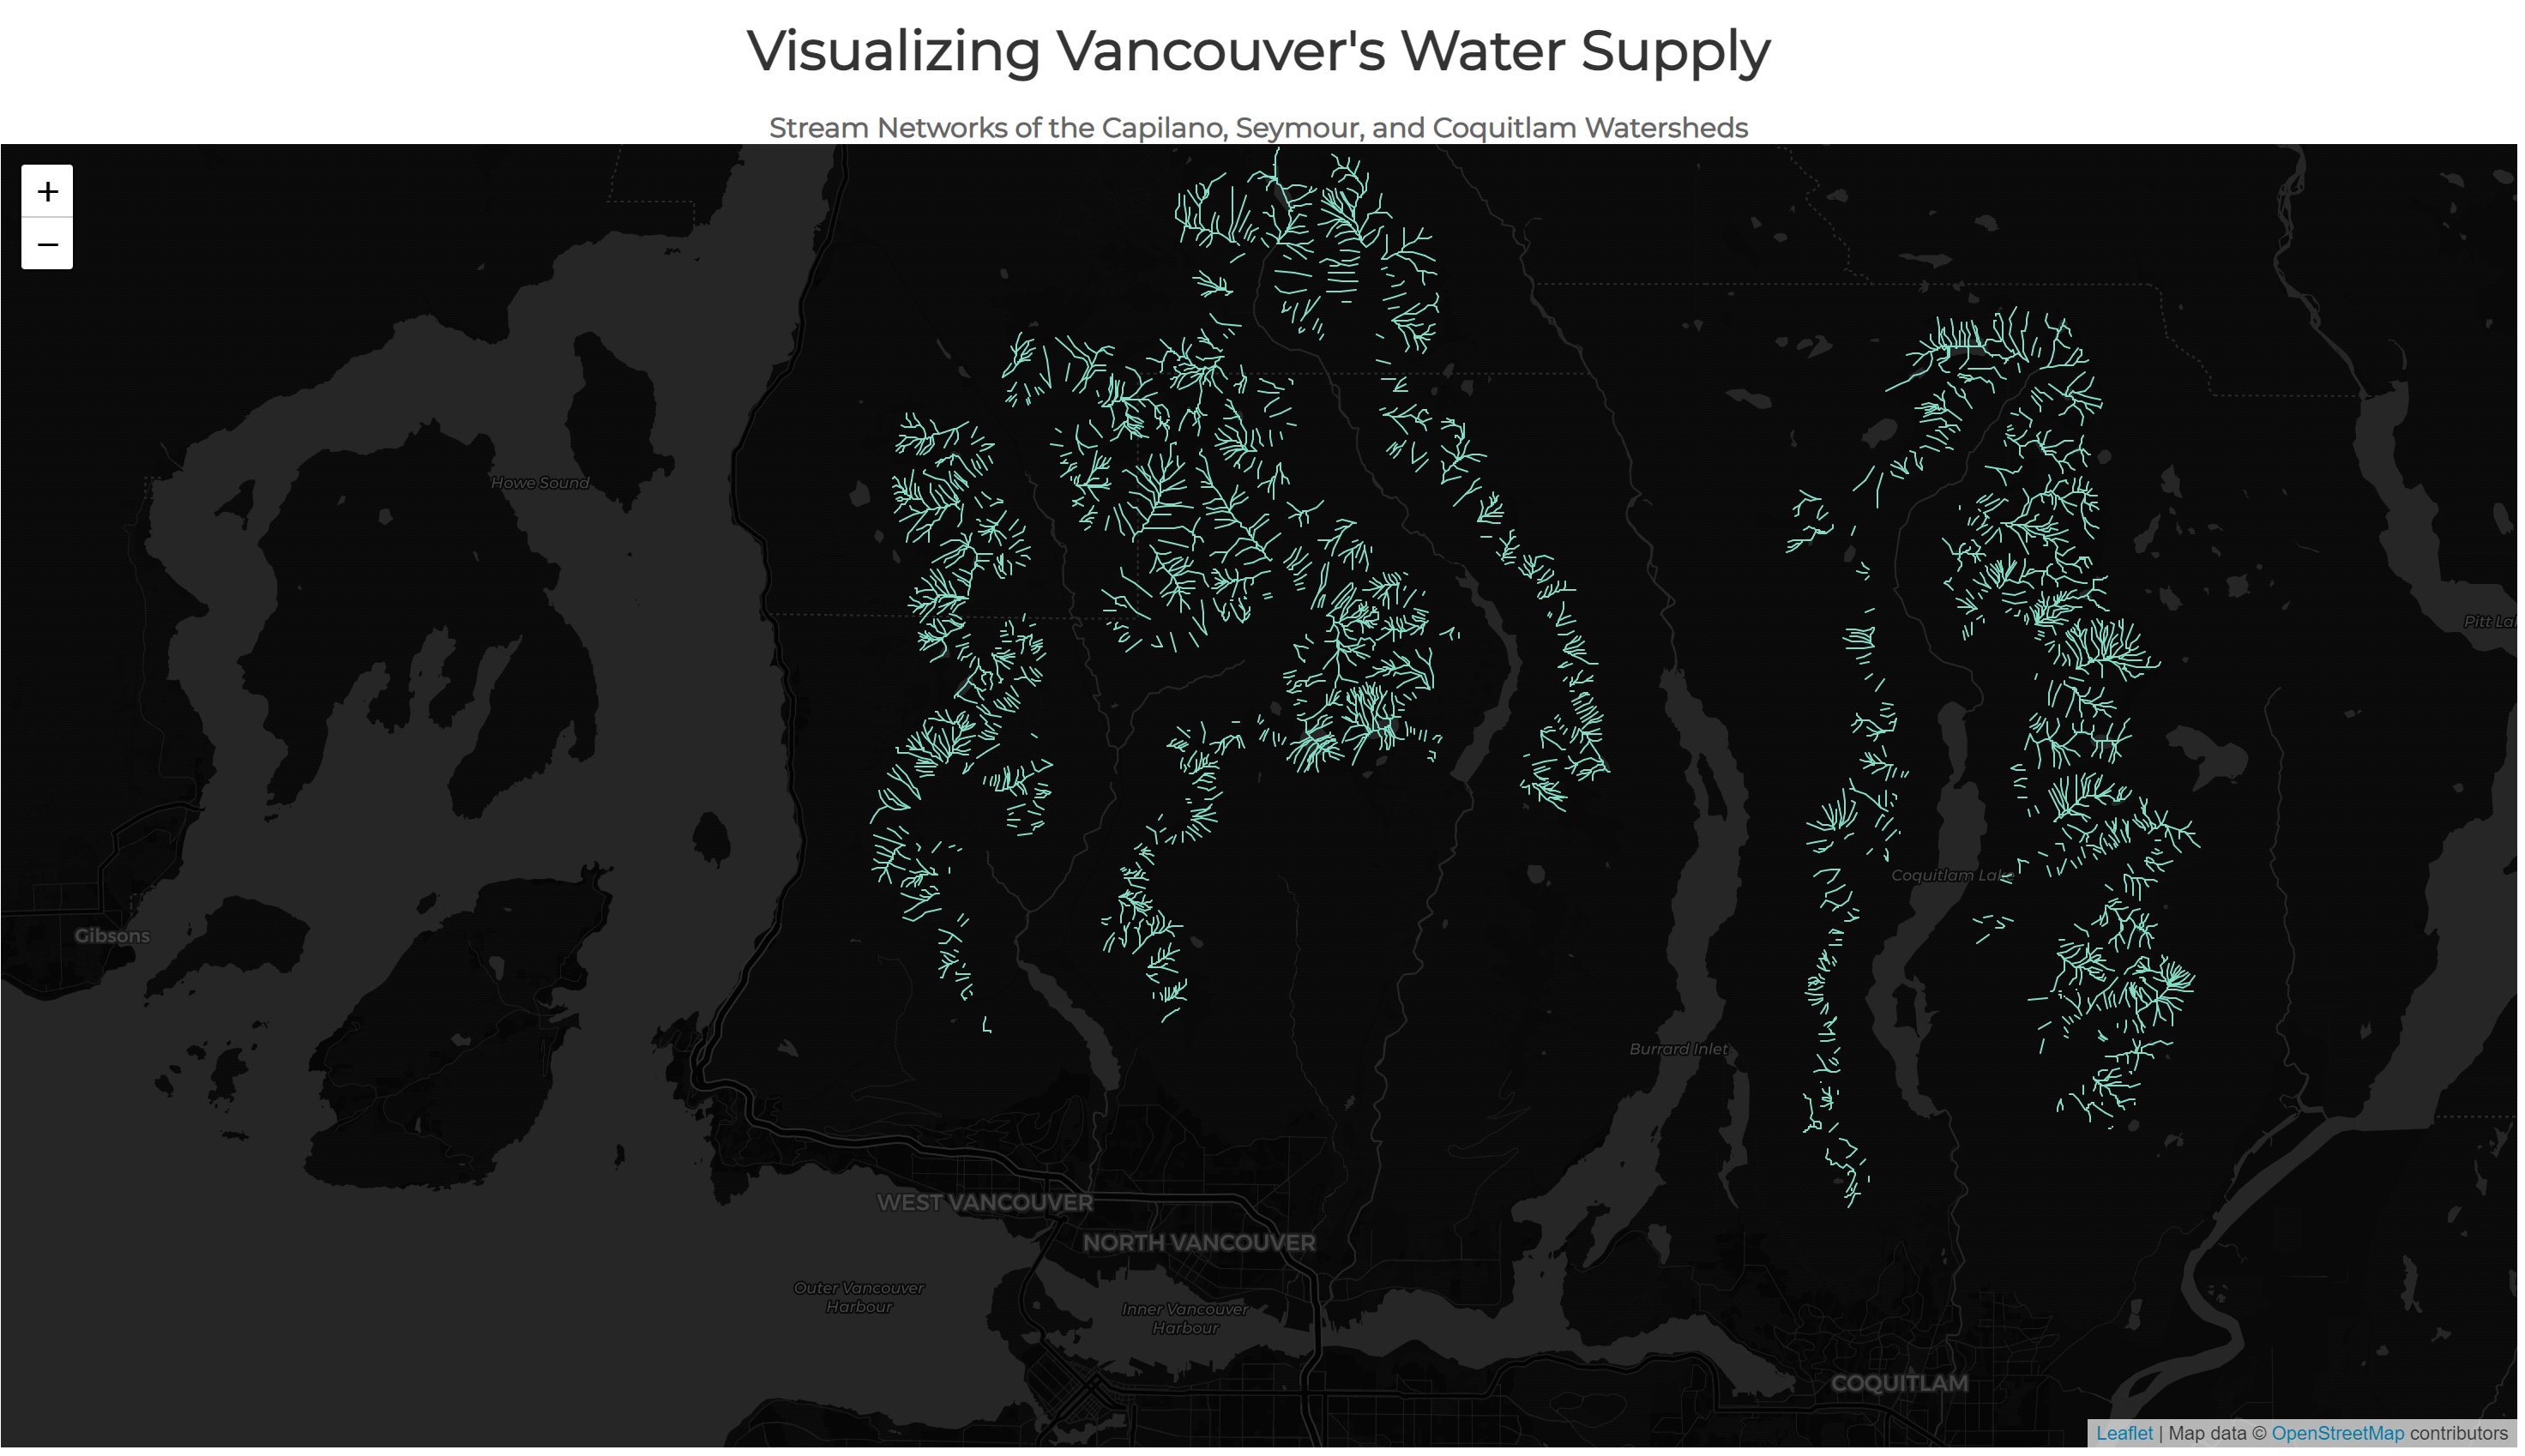 Visualizing Vancouver's Water Supply
Stream Networks of the Capilano, Seymour, and Coquitlam Watersheds
+
−
Howe Sound
Pitt La
Coquitlam Lake
Gibsons
Burrard Inlet
WEST VANCOUVER
NORTH VANCOUVER
Outer Vancouver
Harbour
Inner Vancouver
Harbour
COQUITLAM
Leaflet | Map data © OpenStreetMap contributors